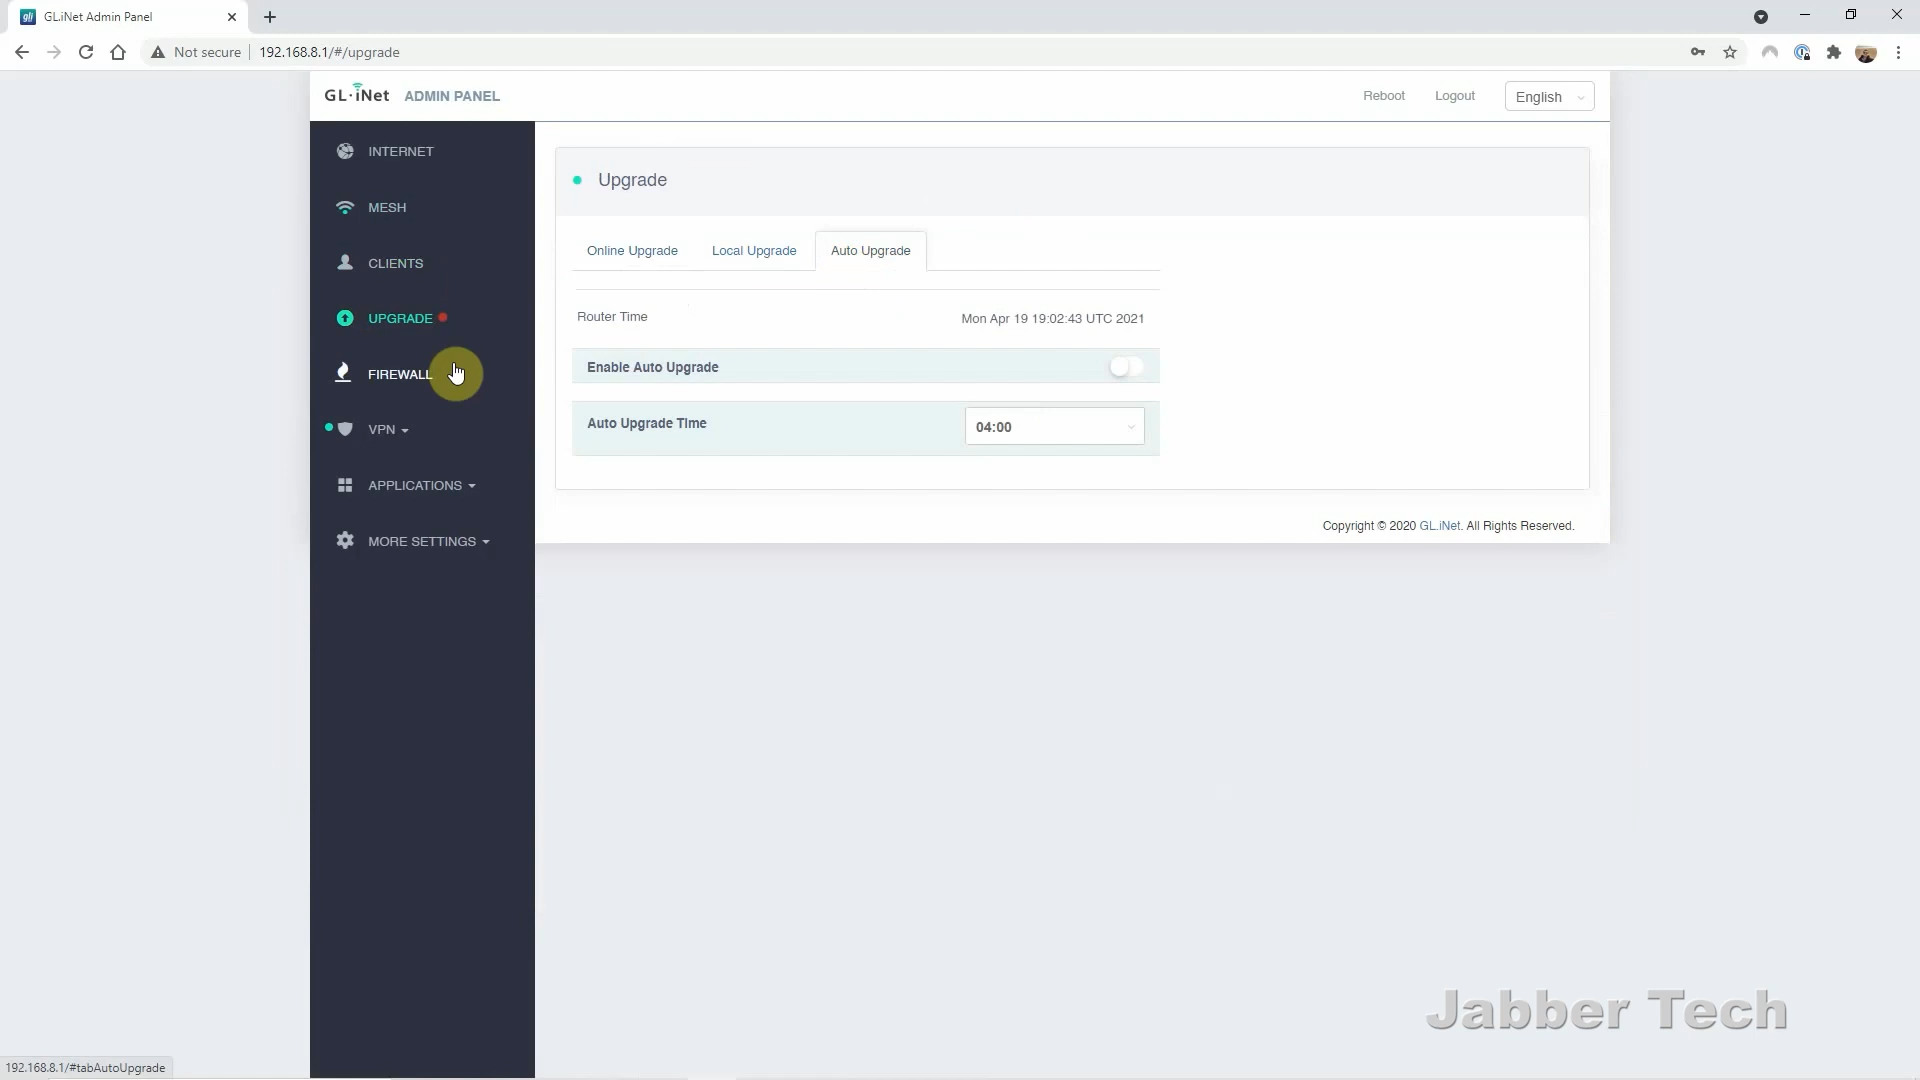 GL.iNet Admin Panel
Not secure
192.168.8.1/#/upgrade
GL·iNet ADMIN PANEL
Reboot
Logout
English
INTERNET
MESH
CLIENTS
UPGRADE
FIREWALL
VPN
APPLICATIONS
MORE SETTINGS
Upgrade
Online Upgrade
Local Upgrade
Auto Upgrade
Router Time
Mon Apr 19 19:02:43 UTC 2021
Enable Auto Upgrade
Auto Upgrade Time
04:00
Copyright © 2020 GL.iNet. All Rights Reserved.
Jabber Tech
192.168.8.1/#tabAutoUpgrade